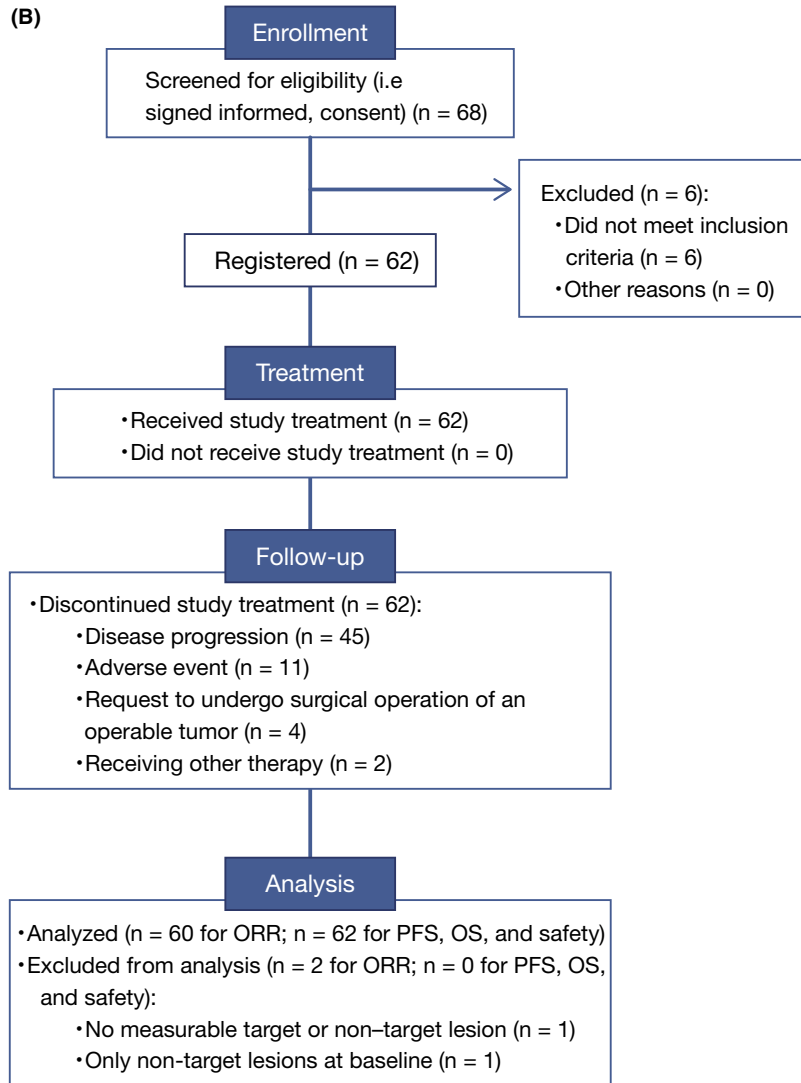 (B)
Enrollment
Screened for eligibility (i.e
signed informed, consent) (n = 68)
Excluded (n = 6):
•Did not meet inclusion
criteria (n = 6)
•Other reasons (n = 0)
Registered (n = 62)
Treatment
•Received study treatment (n = 62)
•Did not receive study treatment (n = 0)
Follow-up
•Discontinued study treatment (n = 62):
•Disease progression (n = 45)
•Adverse event (n = 11)
•Request to undergo surgical operation of an
operable tumor (n = 4)
•Receiving other therapy (n = 2)
Analysis
•Analyzed (n = 60 for ORR; n = 62 for PFS, OS, and safety)
•Excluded from analysis (n = 2 for ORR; n = 0 for PFS, OS,
and safety):
•No measurable target or non–target lesion (n = 1)
•Only non-target lesions at baseline (n = 1)